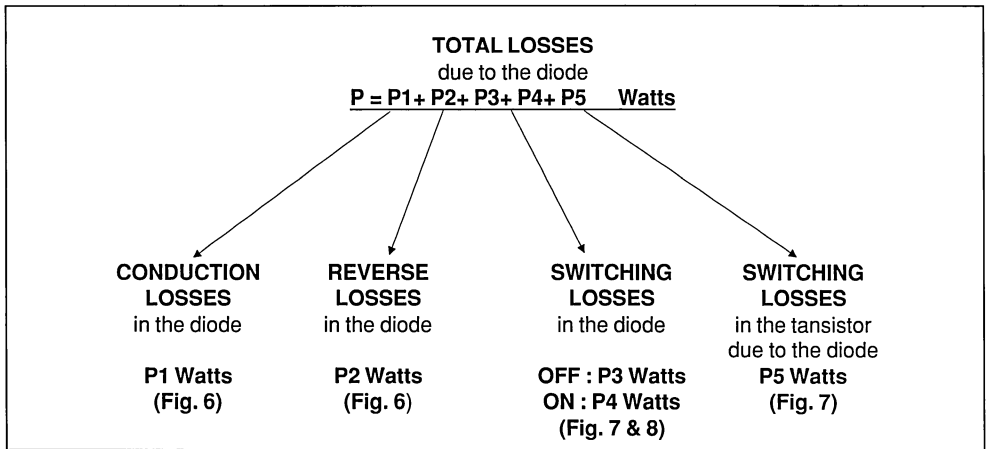 TOTAL LOSSES
due to the diode
P = P1+ P2+ P3+ P4+ P5 Watts
CONDUCTION
LOSSES
in the diode
P1 Watts
(Fig. 6)
REVERSE
LOSSES
in the diode
P2 Watts
(Fig. 6)
SWITCHING
LOSSES
in the diode
OFF : P3 Watts
ON : P4 Watts
(Fig. 7 & 8)
SWITCHING
LOSSES
in the tansistor
due to the diode
P5 Watts
(Fig. 7)